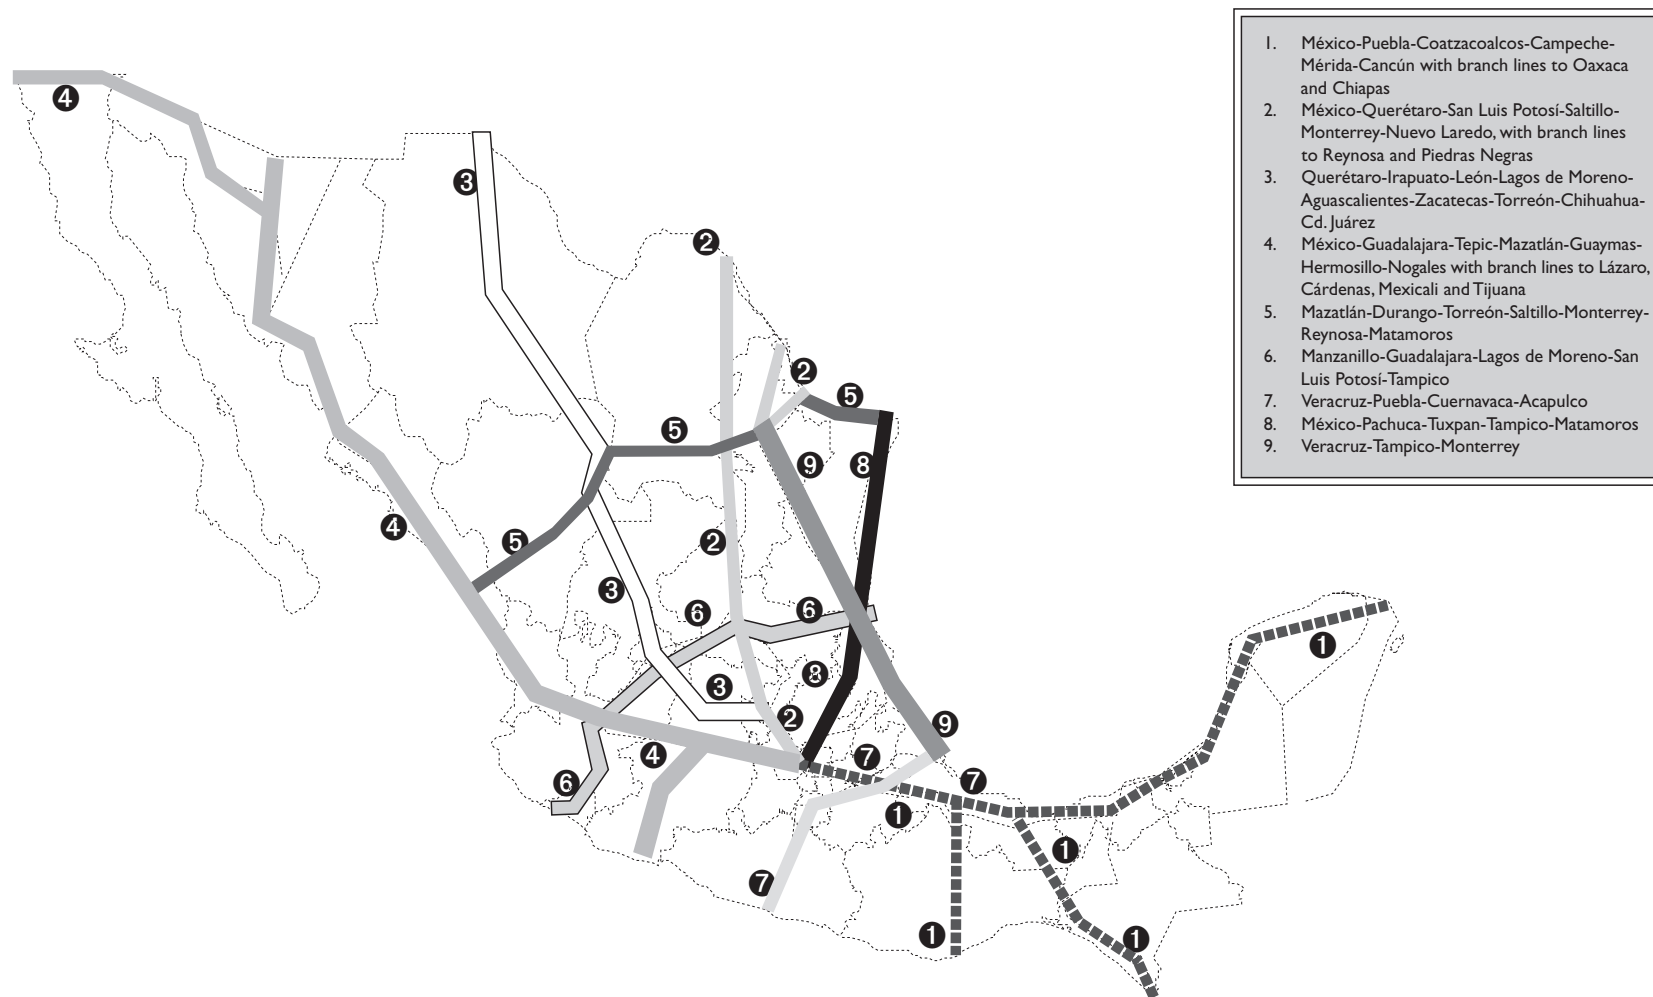 1. México-Puebla-Coatzacoalcos-Campeche-
Mérida-Cancún with branch lines to Oaxaca
and Chiapas
2. México-Querétaro-San Luis Potosí-Saltillo-
Monterrey-Nuevo Laredo, with branch lines
to Reynosa and Piedras Negras
3. Querétaro-Irapuato-León-Lagos de Moreno-
Aguascalientes-Zacatecas-Torreón-Chihuahua-
Cd. Juárez
4. México-Guadalajara-Tepic-Mazatlán-Guaymas-
Hermosillo-Nogales with branch lines to Lázaro,
Cárdenas, Mexicali and Tijuana
5. Mazatlán-Durango-Torreón-Saltillo-Monterrey-
Reynosa-Matamoros
6. Manzanillo-Guadalajara-Lagos de Moreno-San
Luis Potosí-Tampico
7. Veracruz-Puebla-Cuernavaca-Acapulco
8. México-Pachuca-Tuxpan-Tampico-Matamoros
9. Veracruz-Tampico-Monterrey
4
3
2
2
5
5
9
8
4
5
2
3
6
6
1
8
3
2
9
4
7
6
7
1
1
7
1
1